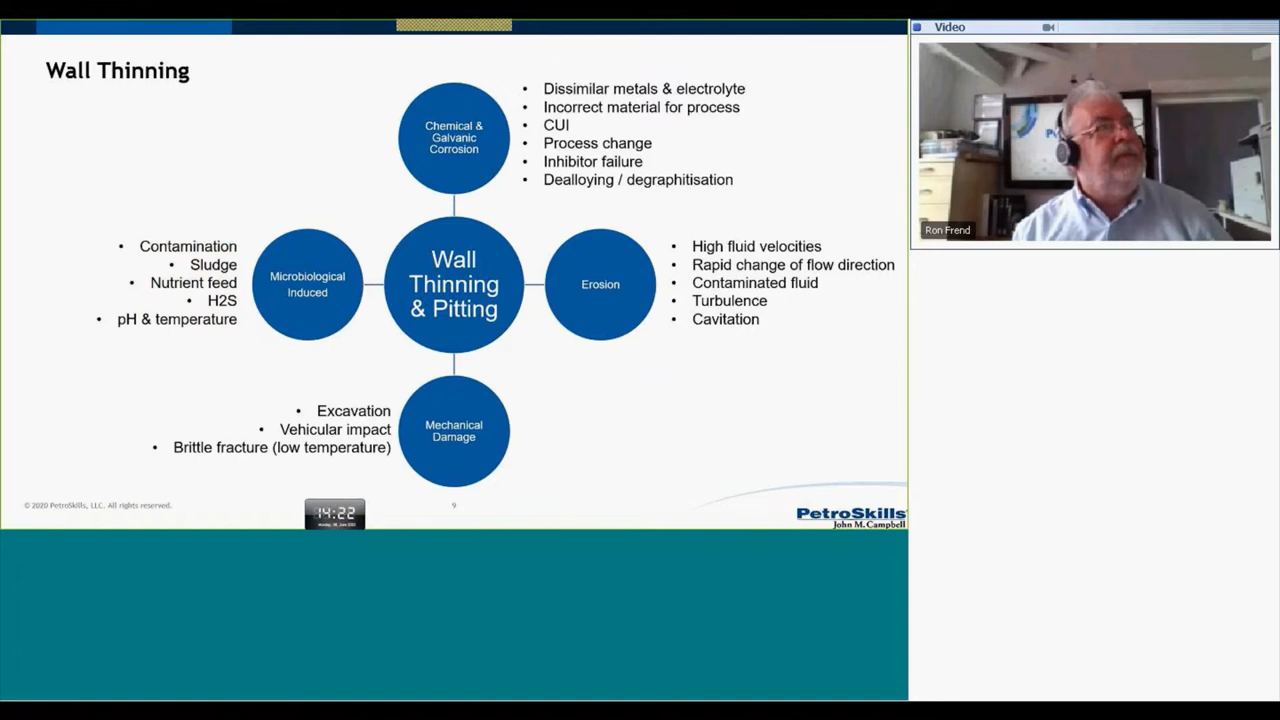 Video
Wall Thinning
Chemical &
Galvanic
Corrosion
• Dissimilar metals & electrolyte
• Incorrect material for process
• CUI
• Process change
• Inhibitor failure
• Dealloying / degraphitisation
Ron Frend
• Contamination
• Sludge
• Nutrient feed
• H2S
• pH & temperature
Microbiological
Induced
Wall
Thinning
& Pitting
Erosion
• High fluid velocities
• Rapid change of flow direction
• Contaminated fluid
• Turbulence
• Cavitation
• Excavation
• Vehicular impact
• Brittle fracture (low temperature)
Mechanical
Damage
© 2020 PetroSkills, LLC. All rights reserved.
14:22
9
PetroSkills
John M. Campbell